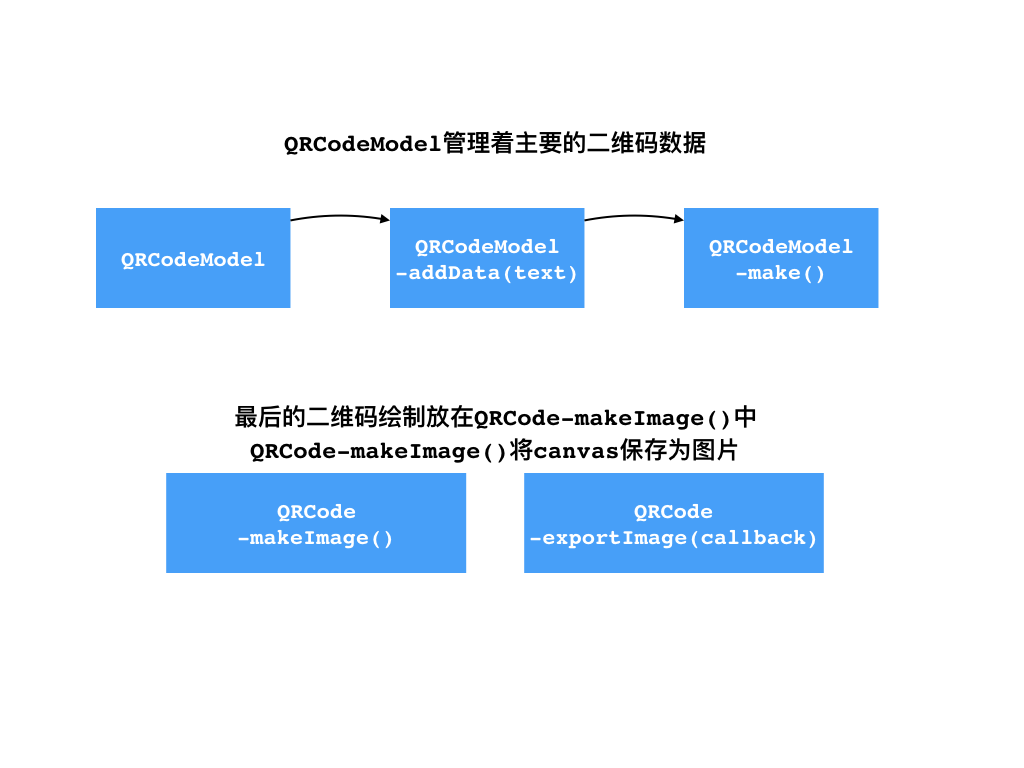 QRCodeModel管理着主要的二维码数据
QRCodeModel
QRCodeModel
-addData(text)
QRCodeModel
-make()
最后的二维码绘制放在QRCode-makeImage()中
QRCode-makeImage()将canvas保存为图片
QRCode
-makeImage()
QRCode
-exportImage(callback)